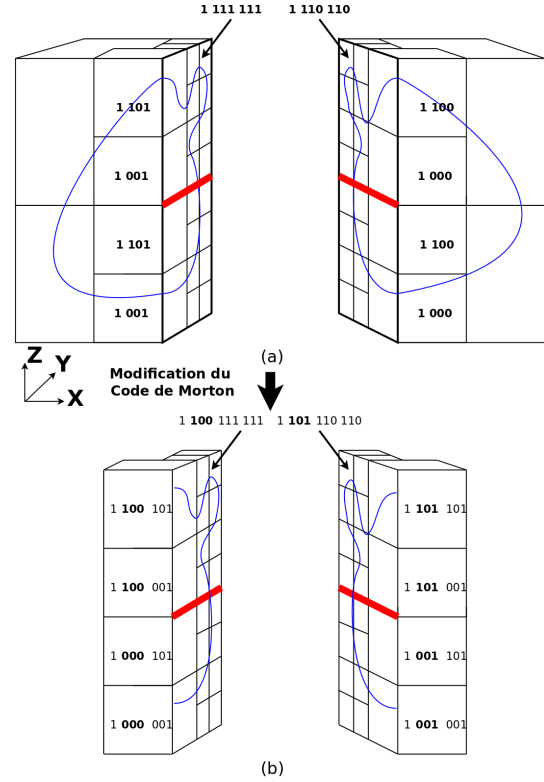 1 111 111 1 110 110
1 101 1 100
1 001 1 000
1 101 1 100
1 001 1 000
(a)
Z
Y
X
Modification du
Code de Morton
1 100 111 111 1 101 110 110
1 100 101 1 101 101
1 100 001 1 101 001
1 000 101 1 001 101
1 000 001 1 001 001
(b)